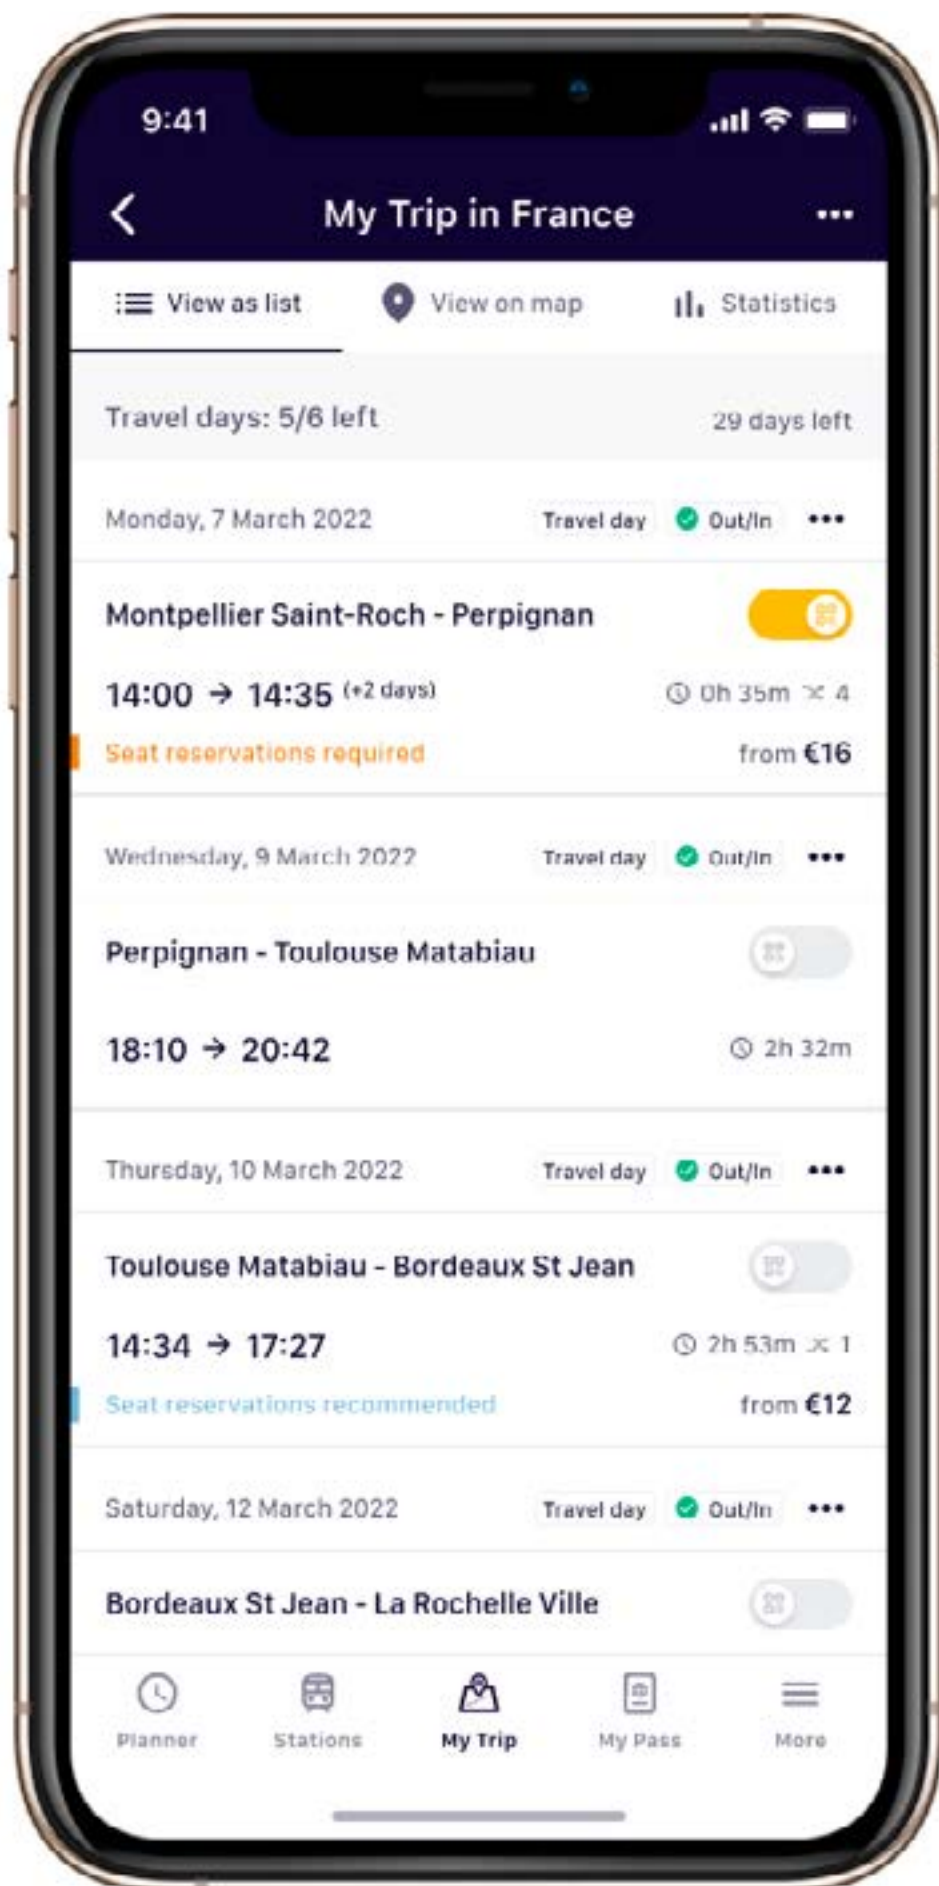 9:41
My Trip in France
View as list View on map Statistics
Travel days: 5/6 left 29 days left
Monday, 7 March 2022 Travel day Out/In
Montpellier Saint-Roch - Perpignan
14:00 → 14:35 (+2 days) 0h 35m 4
Seat reservations required from €16
Wednesday, 9 March 2022 Travel day Out/In
Perpignan - Toulouse Matabiau
18:10 → 20:42 2h 32m
Thursday, 10 March 2022 Travel day Out/In
Toulouse Matabiau - Bordeaux St Jean
14:34 → 17:27 2h 53m 1
Seat reservations recommended from €12
Saturday, 12 March 2022 Travel day Out/In
Bordeaux St Jean - La Rochelle Ville
Planner Stations My Trip My Pass More